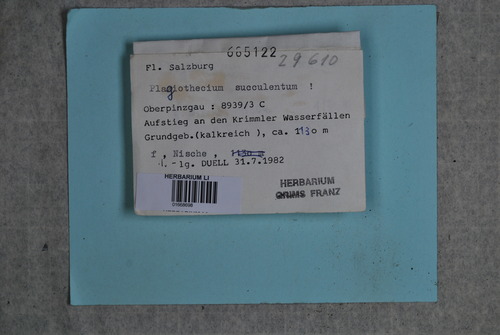 665122
29610
Fl. Salzburg
Plagiothecium succulentum !
Oberpinzgau : 8939/3 C
Aufstieg an den Krimmler Wasserfällen
Grundgeb.(kalkreich ), ca. 1130 m
f , Nische ,
l. -lg. DUELL 31.7.1982
HERBARIUM LI
HERBARIUM
GRIMS FRANZ